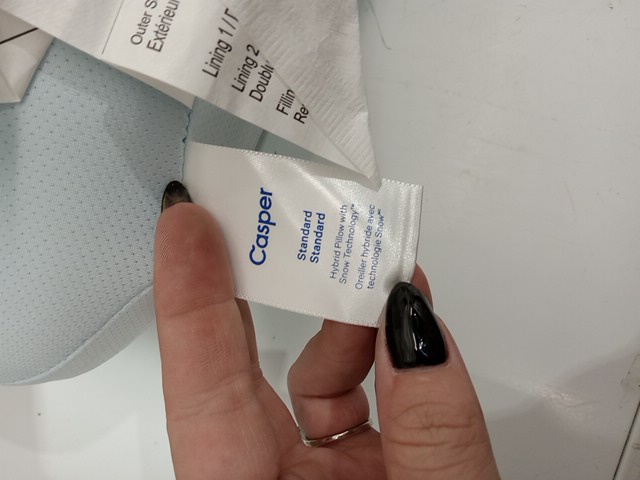 Outer S
Extérieu
Lining 1 / 
Lining 2
Doubl
Fillin
Re
Casper
Standard
Standard
Hybrid Pillow with
Snow Technology™
Oreiller hybride avec
technologie Snow™